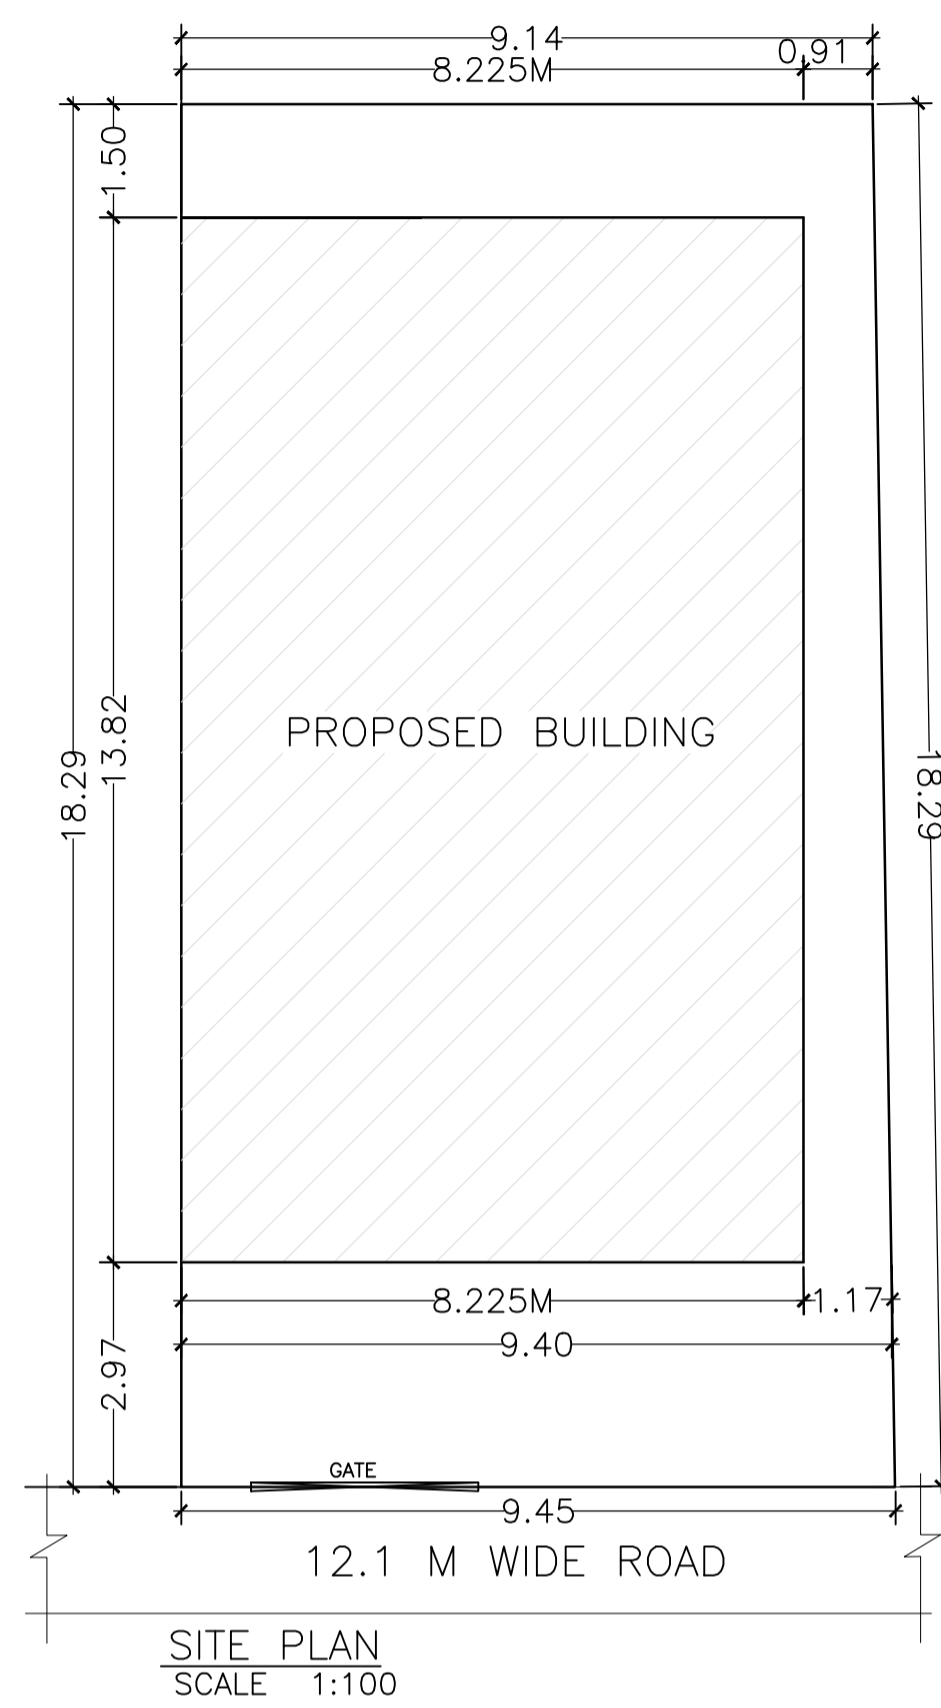 9.14
0.91
8.225M
1.50
13.82
18.29
18.29
PROPOSED BUILDING
8.225M
1.17
9.40
2.97
GATE
9.45
12.1 M WIDE ROAD
SITE PLAN
SCALE 1:100